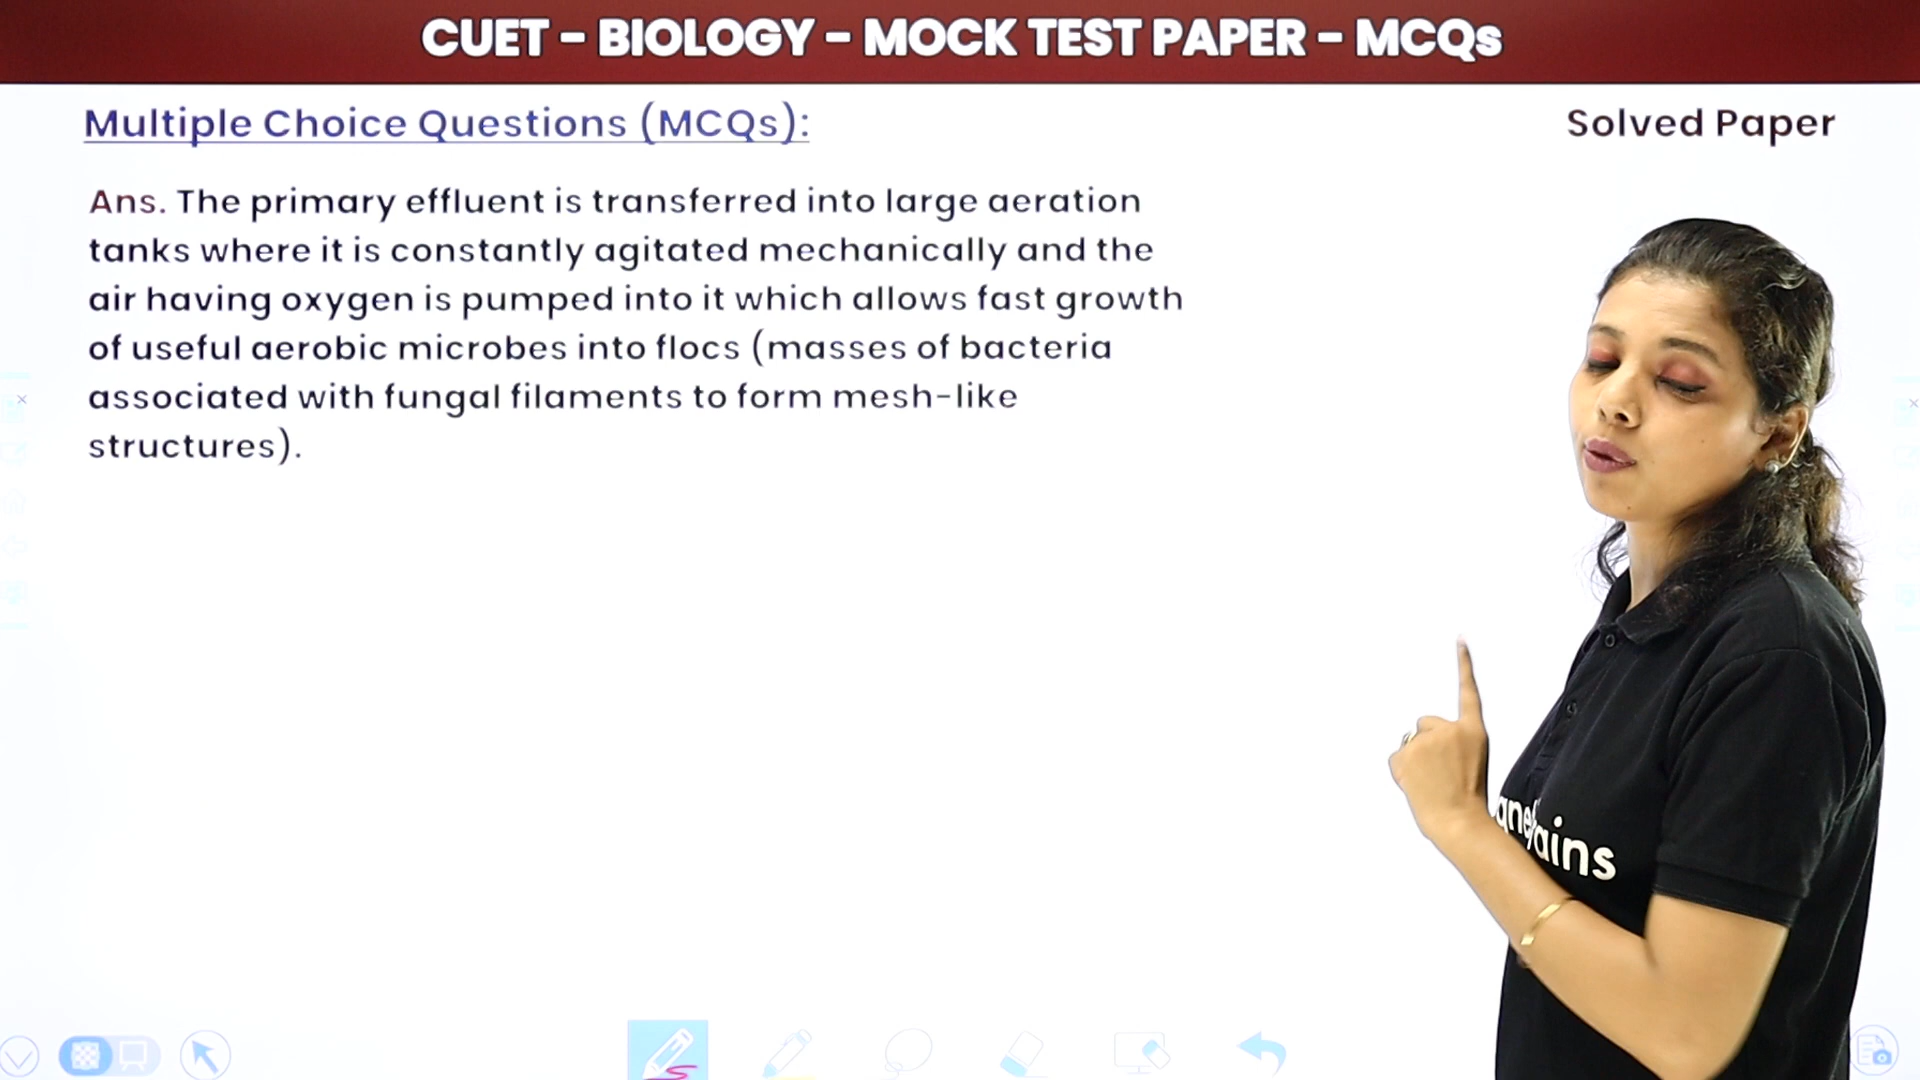 CUET - BIOLOGY - MOCK TEST PAPER - MCQs
Multiple Choice Questions (MCQs):
Solved Paper
Ans. The primary effluent is transferred into large aeration
tanks where it is constantly agitated mechanically and the
air having oxygen is pumped into it which allows fast growth
of useful aerobic microbes into flocs (masses of bacteria
associated with fungal filaments to form mesh-like
structures).